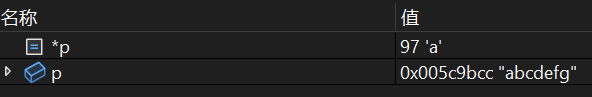 名称 值
*p 97 'a'
p 0x005c9bcc "abcdefg"